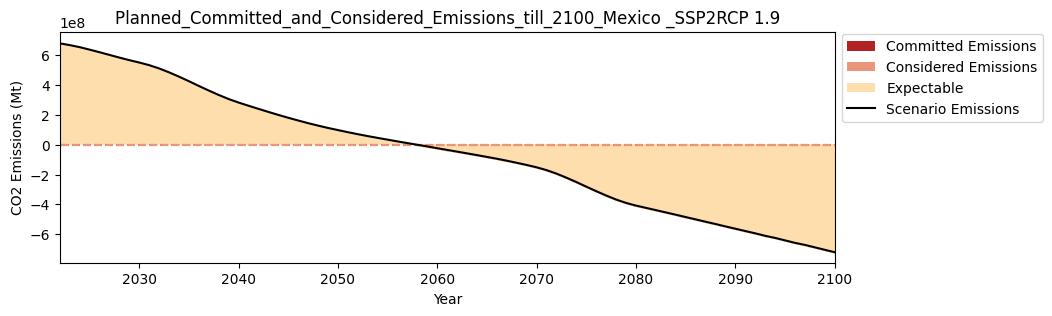 Planned_Committed_and_Considered_Emissions_till_2100_Mexico _SSP2RCP 1.9
1e8
6
4
2
0
−2
−4
−6
CO2 Emissions (Mt)
2030 2040 2050 2060 2070 2080 2090 2100
Year
Committed Emissions
Considered Emissions
Expectable
Scenario Emissions